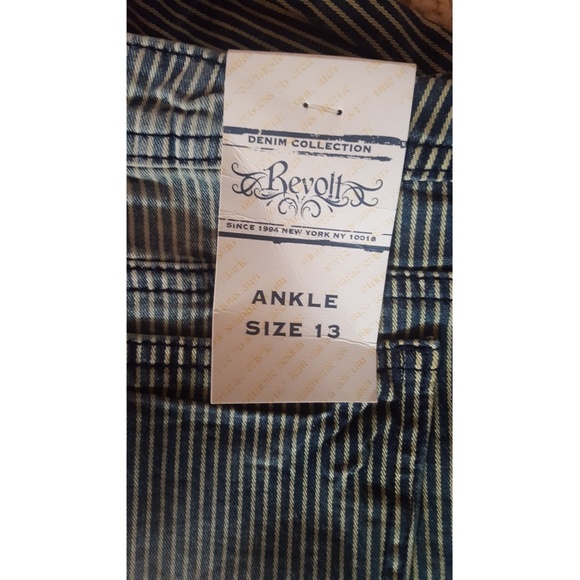 DENIM COLLECTION
Revolt
SINCE 1994 NEW YORK NY 10018
ANKLE
SIZE 13